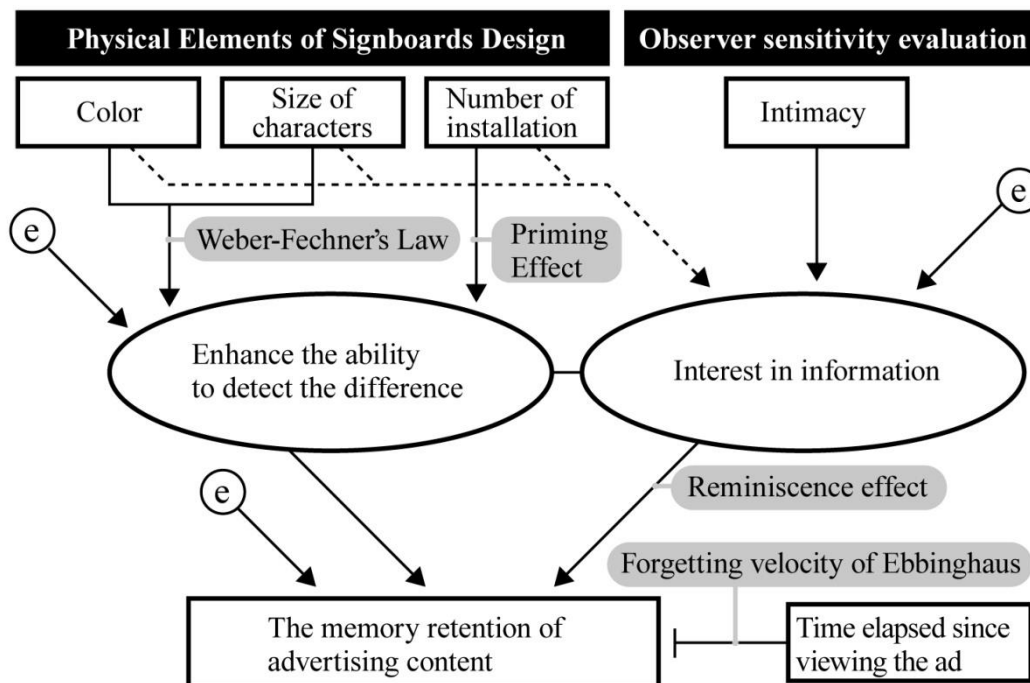 Physical Elements of Signboards Design
Observer sensitivity evaluation
Color
Size of
characters
Number of
installation
Intimacy
e
e
Weber-Fechner's Law
Priming
Effect
Enhance the ability
to detect the difference
Interest in information
e
Reminiscence effect
Forgetting velocity of Ebbinghaus
The memory retention of
advertising content
Time elapsed since
viewing the ad